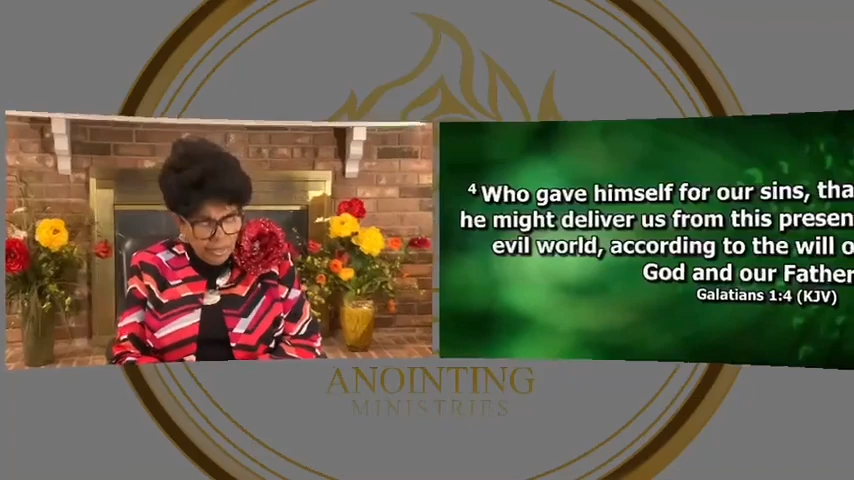 ⁴ Who gave himself for our sins, tha
he might deliver us from this presen
evil world, according to the will o
God and our Father
Galatians 1:4 (KJV)
ANOINTING
MINISTRIES